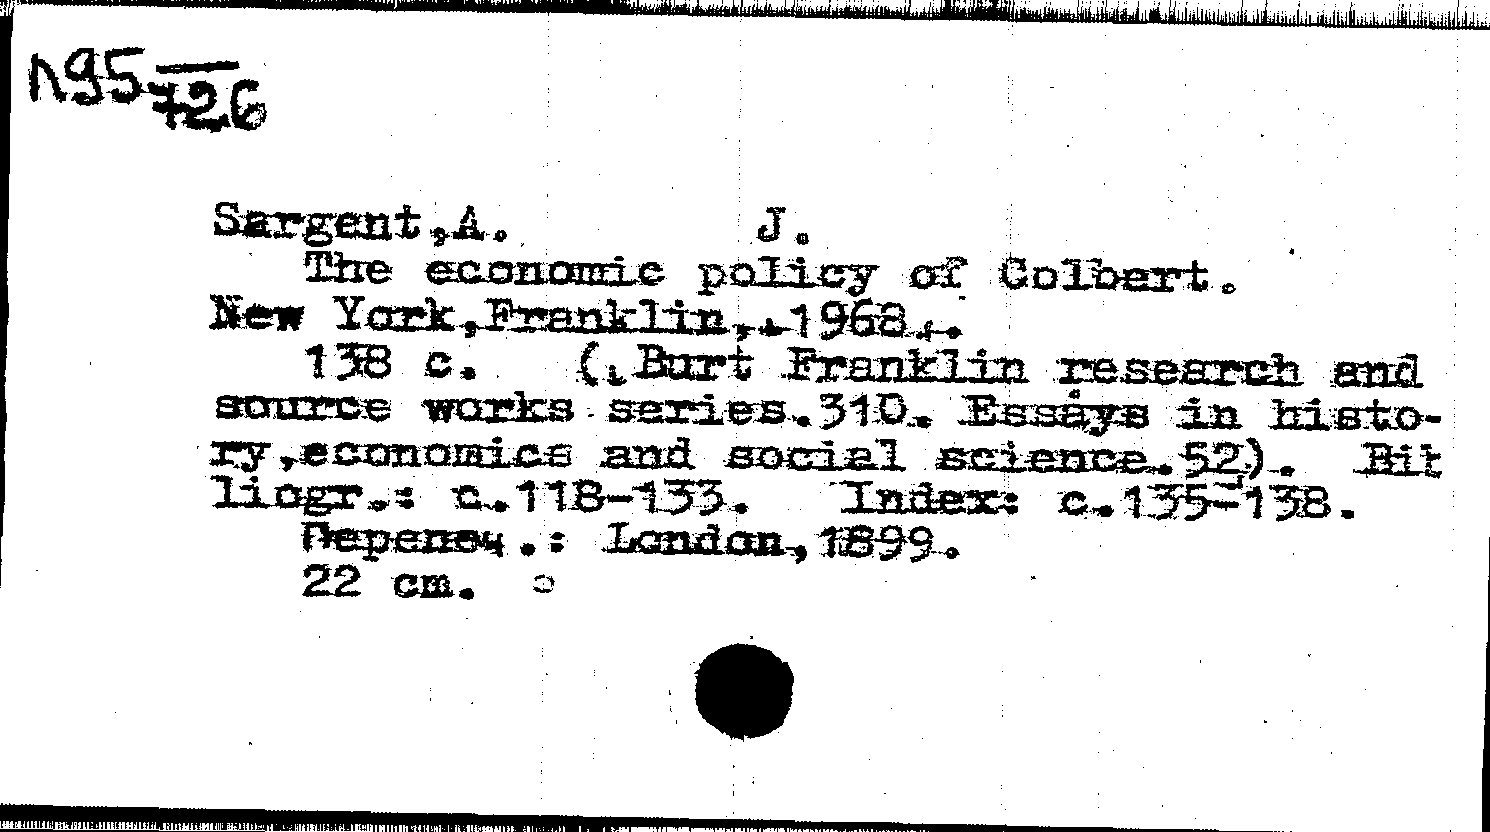 л95-726
Sargent,A. J.
The economic policy of Colbert.
New York,Franklin,1968.
138 c. (Burt Franklin research and
source works series.310. Essays in histo-
ry,economics and social science.52). Bib
liogr.: c.118-133. Index: c.135-138.
Перепеч.: London,1899.
22 cm.